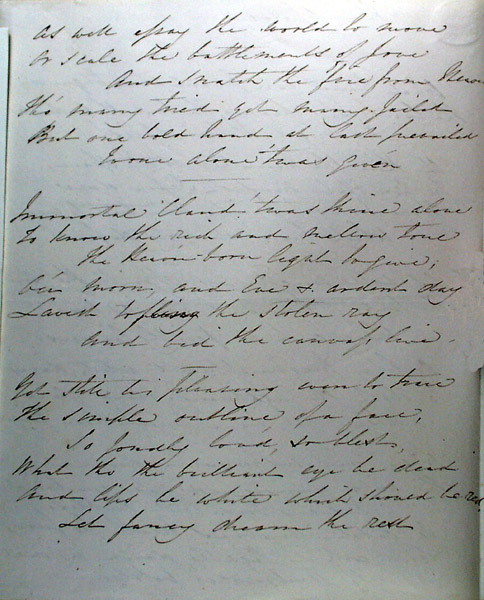 as well essay the world to move
or scale the battlements of Jove
And snatch the fire from Heaven
Tho' many tried yet many failed
But one bold hand at last prevailed
To one alone 'twas given
Immortal Claud! 'twas thine alone
To know the rich and mellow tone
The Heaven-born light to give,
O'er morn, and Eve & ardent day
Lavish to fling the stolen ray
And bid the canvass live.
Yet still tis pleasing even to trace
The simple outline of a face,
So fondly lov'd, so blest,
What tho the brilliant eye be dead
And lips be white which should be red,
Let fancy dream the rest